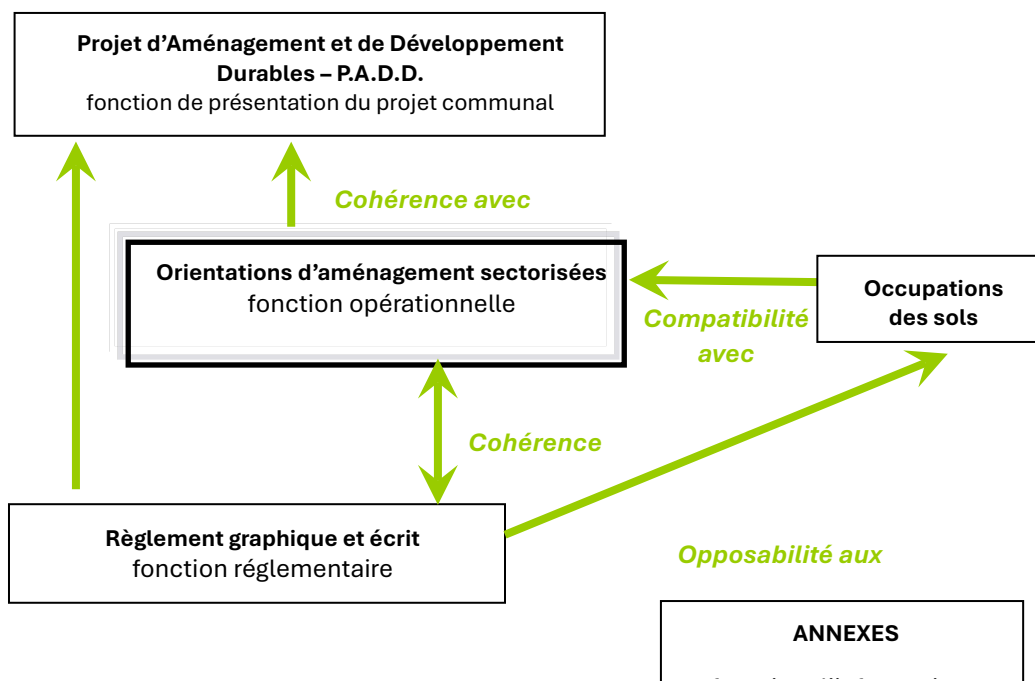 Projet d’Aménagement et de Développement
Durables – P.A.D.D.
fonction de présentation du projet communal
Cohérence avec
Orientations d’aménagement sectorisées
fonction opérationnelle
Occupations
des sols
Compatibilité
avec
Cohérence
Règlement graphique et écrit
fonction réglementaire
Opposabilité aux
ANNEXES